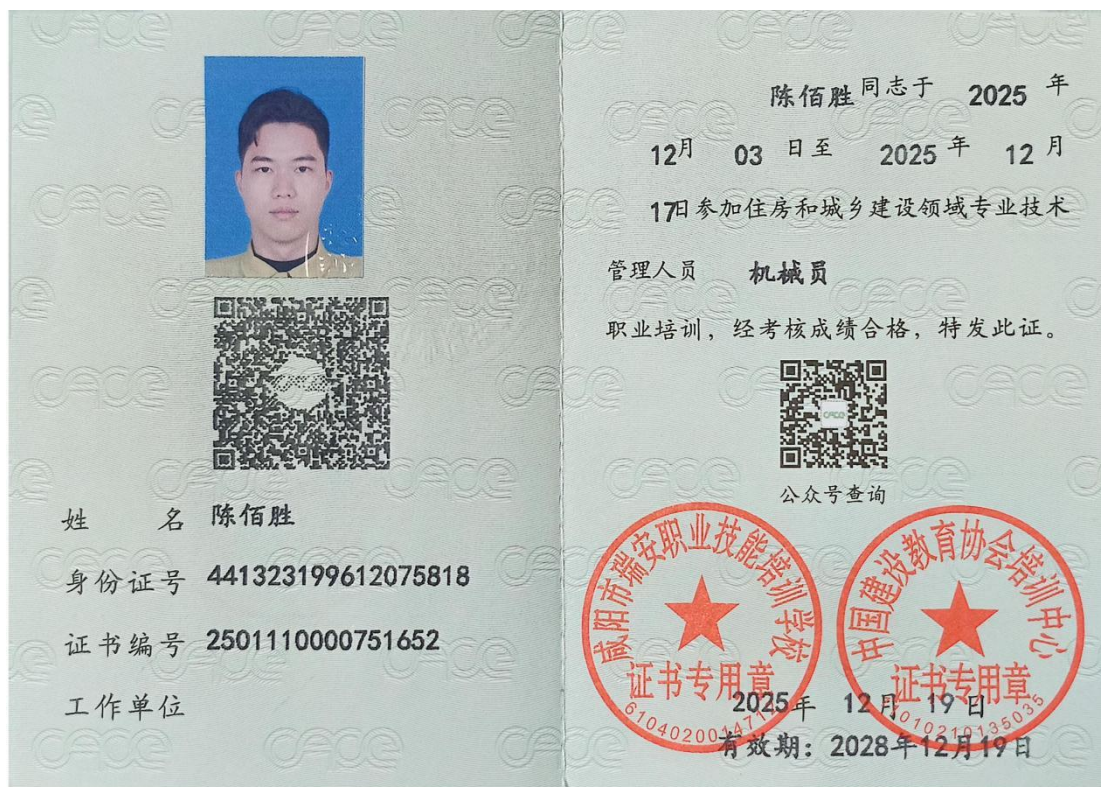 姓 名 陈佰胜
身份证号 441323199612075818
证书编号 2501110000751652
工作单位
陈佰胜同志于 2025 年
12月 03 日至 2025 年 12 月
17日参加住房和城乡建设领域专业技术
管理人员 机械员
职业培训，经考核成绩合格，特发此证。
公众号查询
咸阳市瑞安职业技能培训学校
证书专用章
中国建设教育协会培训中心
证书专用章
2025年 12月 19日
有效期：2028年12月19日